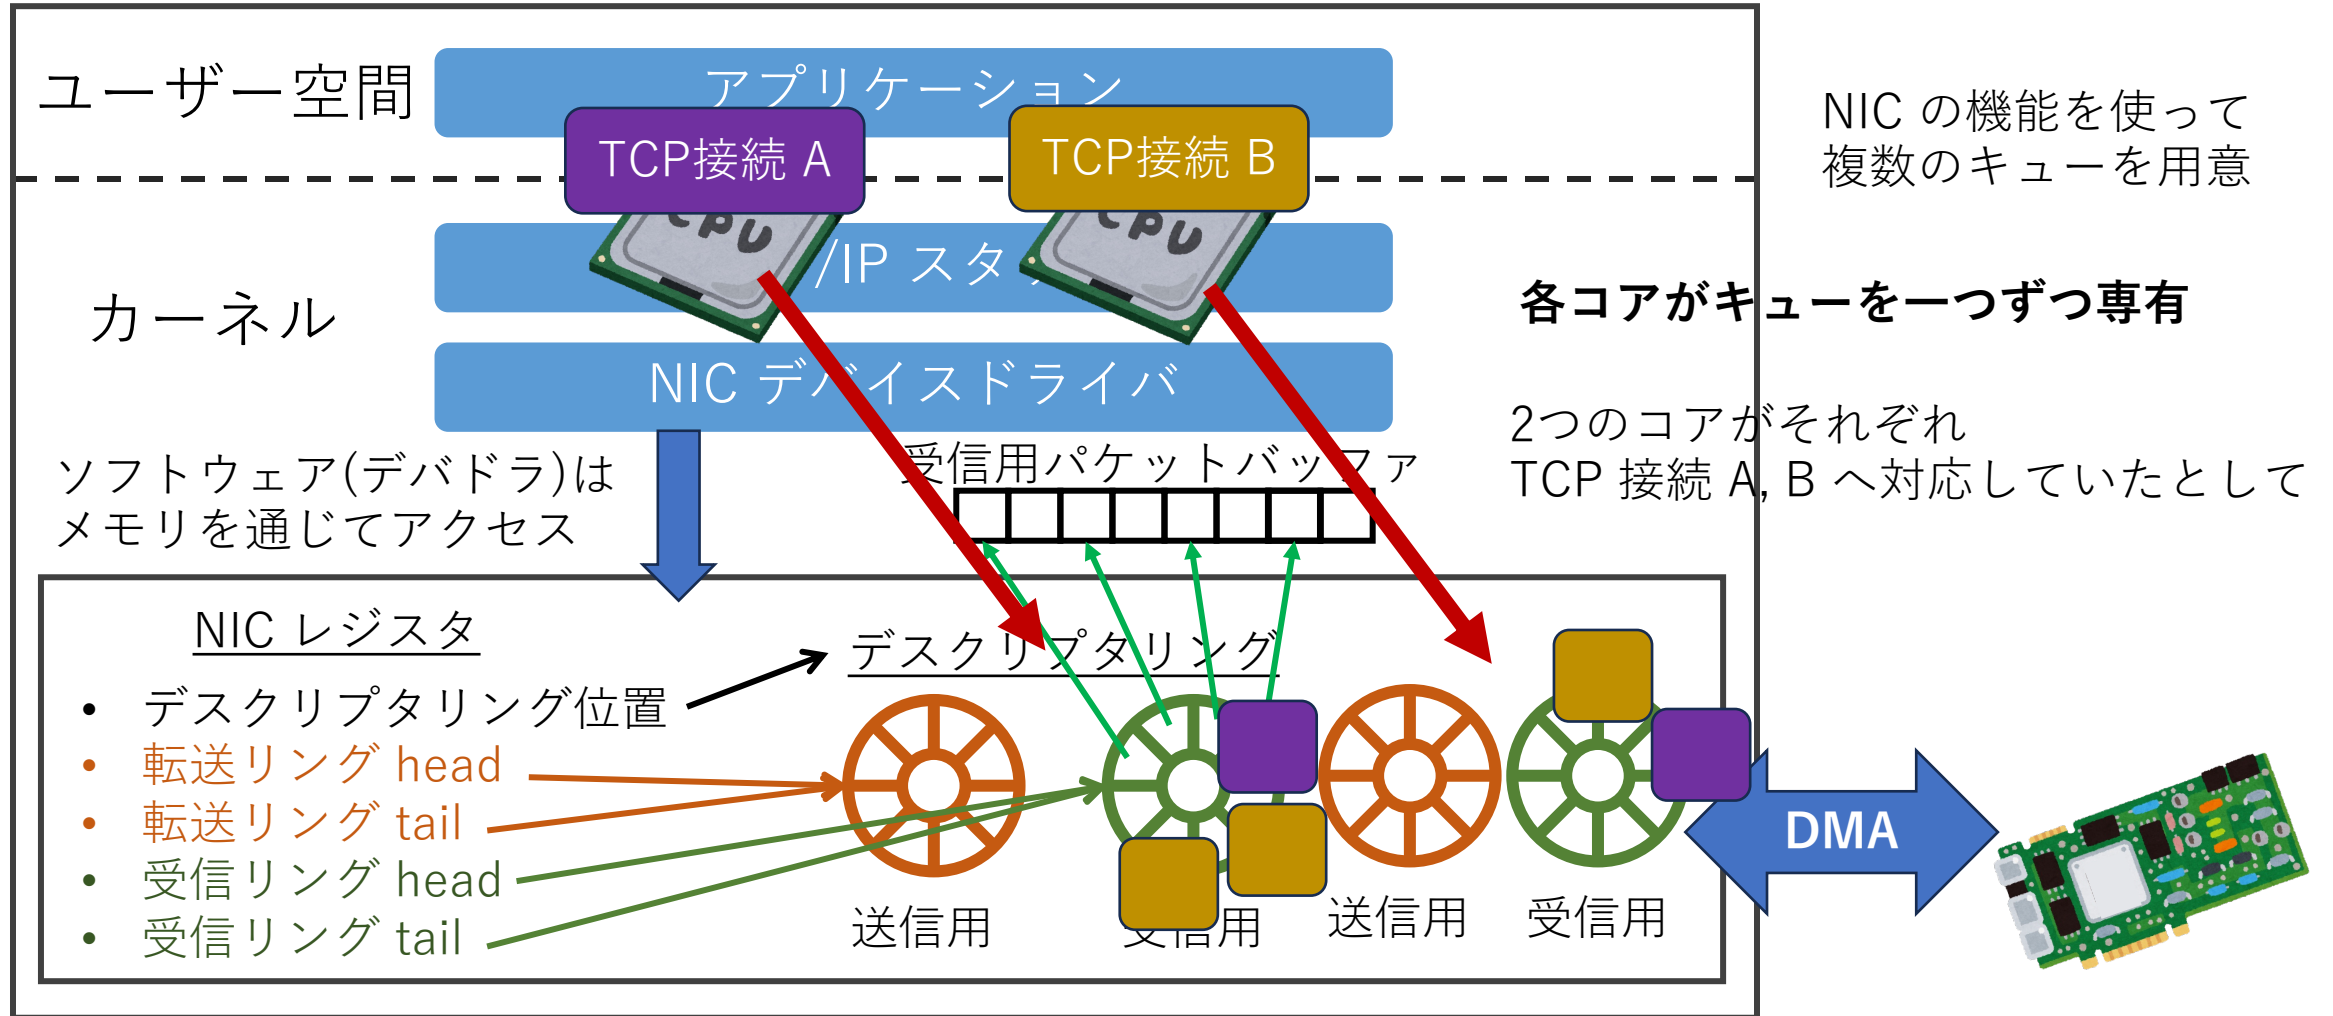 ユーザー空間
アプリケーション
TCP接続 A
TCP接続 B
NIC の機能を使って
複数のキューを用意
CPU
CPU
/IP スタ
カーネル
各コアがキューを一つずつ専有
NIC デバイスドライバ
2つのコアがそれぞれ
TCP 接続 A, B へ対応していたとして
ソフトウェア(デバドラ)は
メモリを通じてアクセス
受信用パケットバッファ
NIC レジスタ
デスクリプタリング
• デスクリプタリング位置
• 転送リング head
• 転送リング tail
• 受信リング head
• 受信リング tail
送信用
受信用
送信用
受信用
DMA